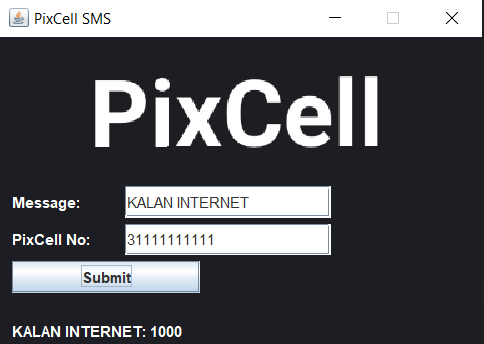 PixCell SMS
PixCell
Message: KALAN INTERNET
PixCell No: 31111111111
Submit
KALAN INTERNET: 1000